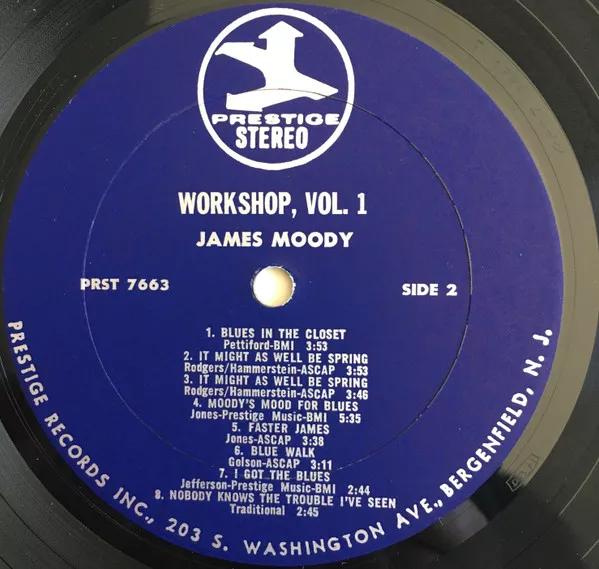 PRESTIGE
STEREO
WORKSHOP, VOL. 1
JAMES MOODY
PRST 7663
SIDE 2
1. BLUES IN THE CLOSET
Pettiford-BMI 3:53
2. IT MIGHT AS WELL BE SPRING
Rodgers/Hammerstein-ASCAP 3:53
3. IT MIGHT AS WELL BE SPRING
Rodgers/Hammerstein-ASCAP 3:46
4. MOODY'S MOOD FOR BLUES
Jones-Prestige Music-BMI 5:35
5. FASTER JAMES
Jones-ASCAP 3:38
6. BLUE WALK
Golson-ASCAP 3:11
7. I GOT THE BLUES
Jefferson-Prestige Music-BMI 2:44
8. NOBODY KNOWS THE TROUBLE I'VE SEEN
Traditional 2:45
PRESTIGE RECORDS INC., 203 S. WASHINGTON AVE., BERGENFIELD, N. J.